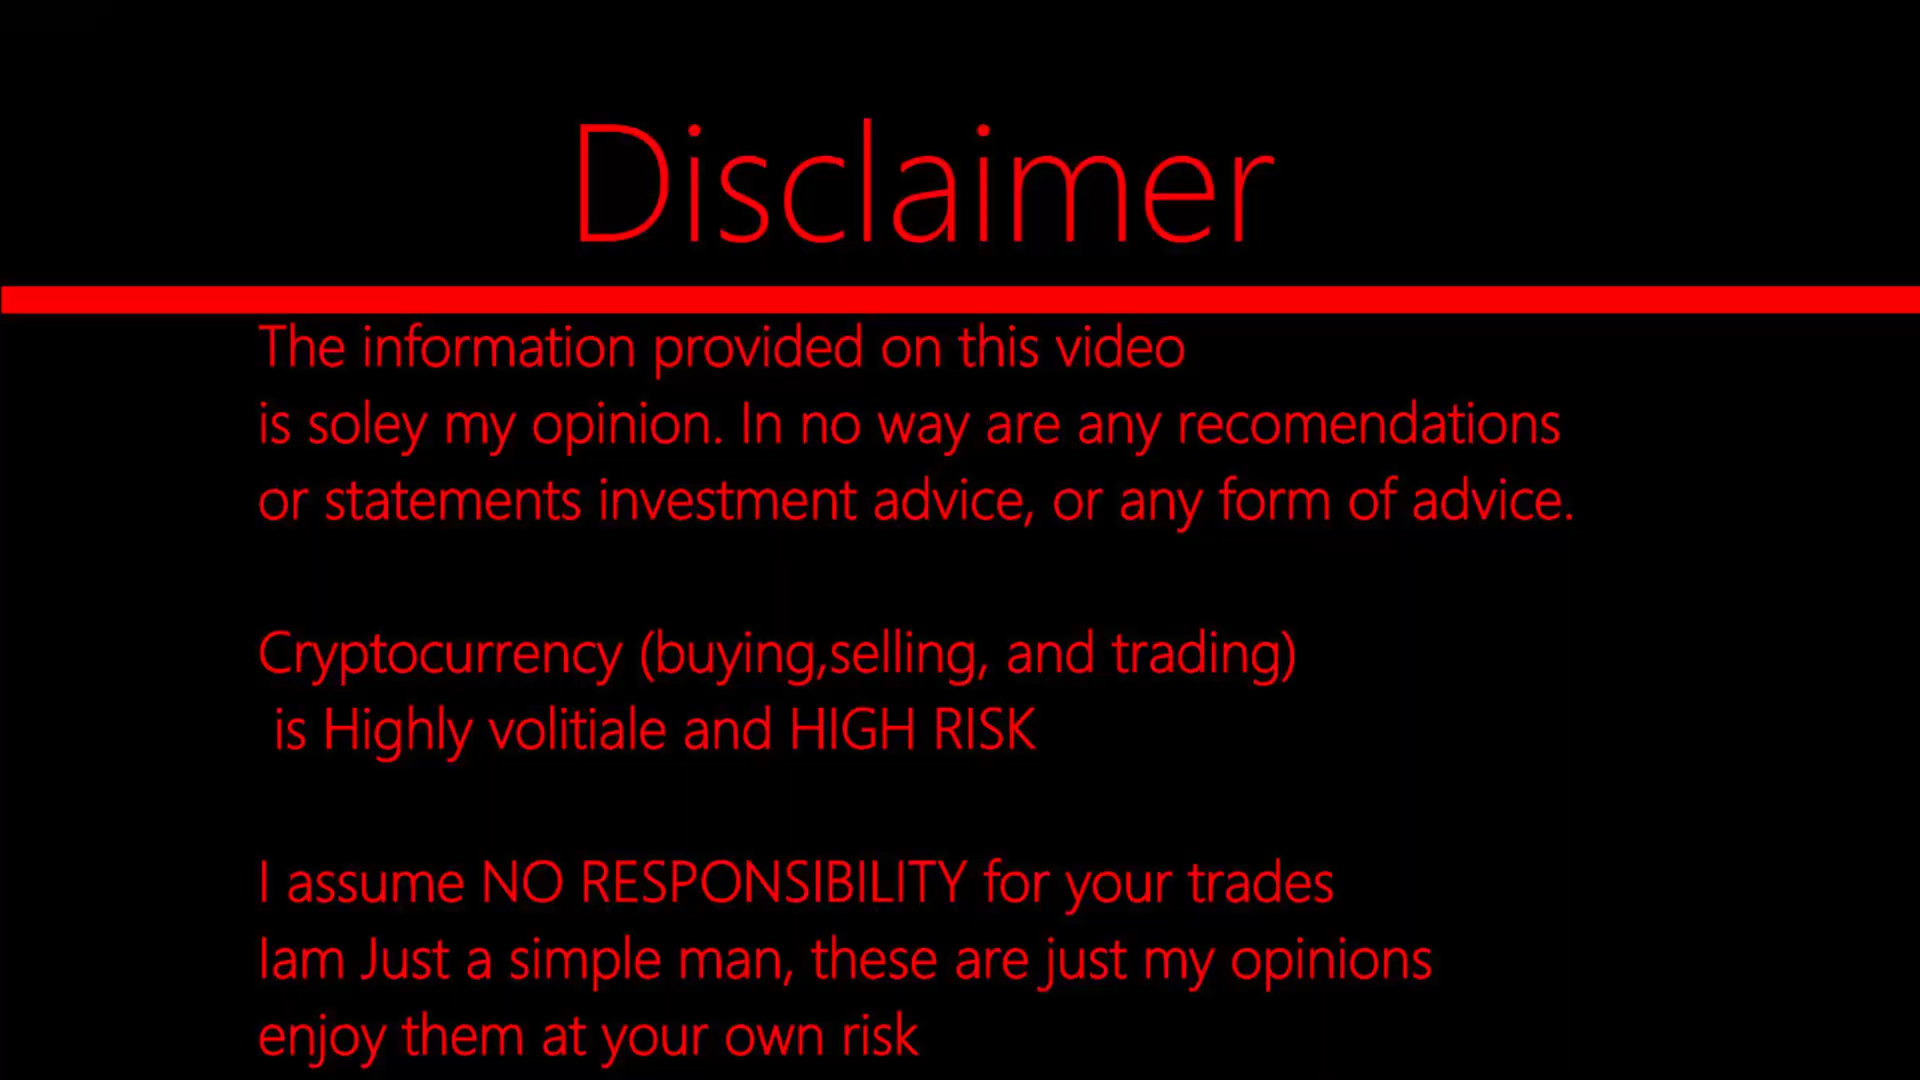 Disclaimer
The information provided on this video
is soley my opinion. In no way are any recomendations
or statements investment advice, or any form of advice.
Cryptocurrency (buying,selling, and trading)
is Highly volitiale and HIGH RISK
I assume NO RESPONSIBILITY for your trades
Iam Just a simple man, these are just my opinions
enjoy them at your own risk